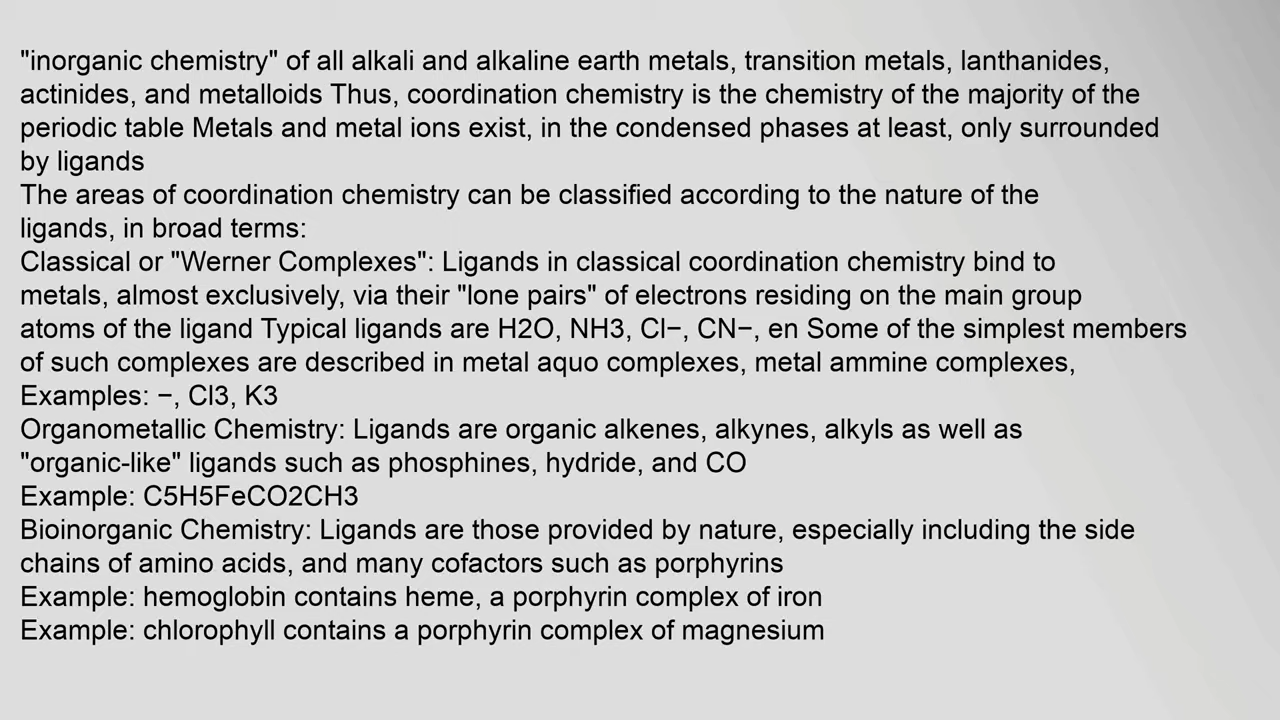 "inorganic chemistry" of all alkali and alkaline earth metals, transition metals, lanthanides,
actinides, and metalloids Thus, coordination chemistry is the chemistry of the majority of the
periodic table Metals and metal ions exist, in the condensed phases at least, only surrounded
by ligands
The areas of coordination chemistry can be classified according to the nature of the
ligands, in broad terms:
Classical or "Werner Complexes": Ligands in classical coordination chemistry bind to
metals, almost exclusively, via their "lone pairs" of electrons residing on the main group
atoms of the ligand Typical ligands are H2O, NH3, Cl−, CN−, en Some of the simplest members
of such complexes are described in metal aquo complexes, metal ammine complexes,
Examples: −, Cl3, K3
Organometallic Chemistry: Ligands are organic alkenes, alkynes, alkyls as well as
"organic-like" ligands such as phosphines, hydride, and CO
Example: C5H5FeCO2CH3
Bioinorganic Chemistry: Ligands are those provided by nature, especially including the side
chains of amino acids, and many cofactors such as porphyrins
Example: hemoglobin contains heme, a porphyrin complex of iron
Example: chlorophyll contains a porphyrin complex of magnesium